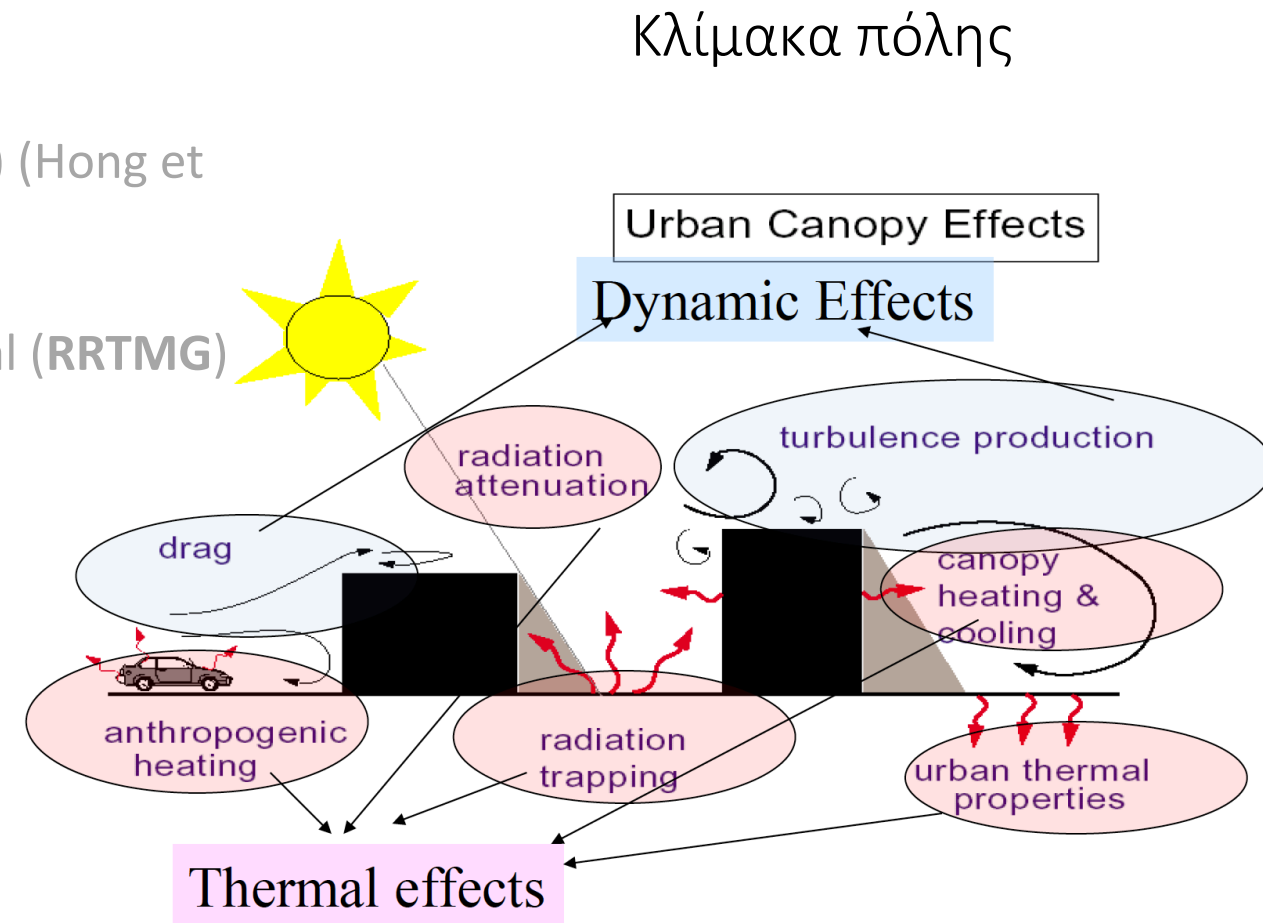 Κλίμακα πόλης
) (Hong et
Urban Canopy Effects
Dynamic Effects
l (RRTMG)
turbulence production
radiation
attenuation
drag
canopy
heating &
cooling
anthropogenic
heating
radiation
trapping
urban thermal
properties
Thermal effects